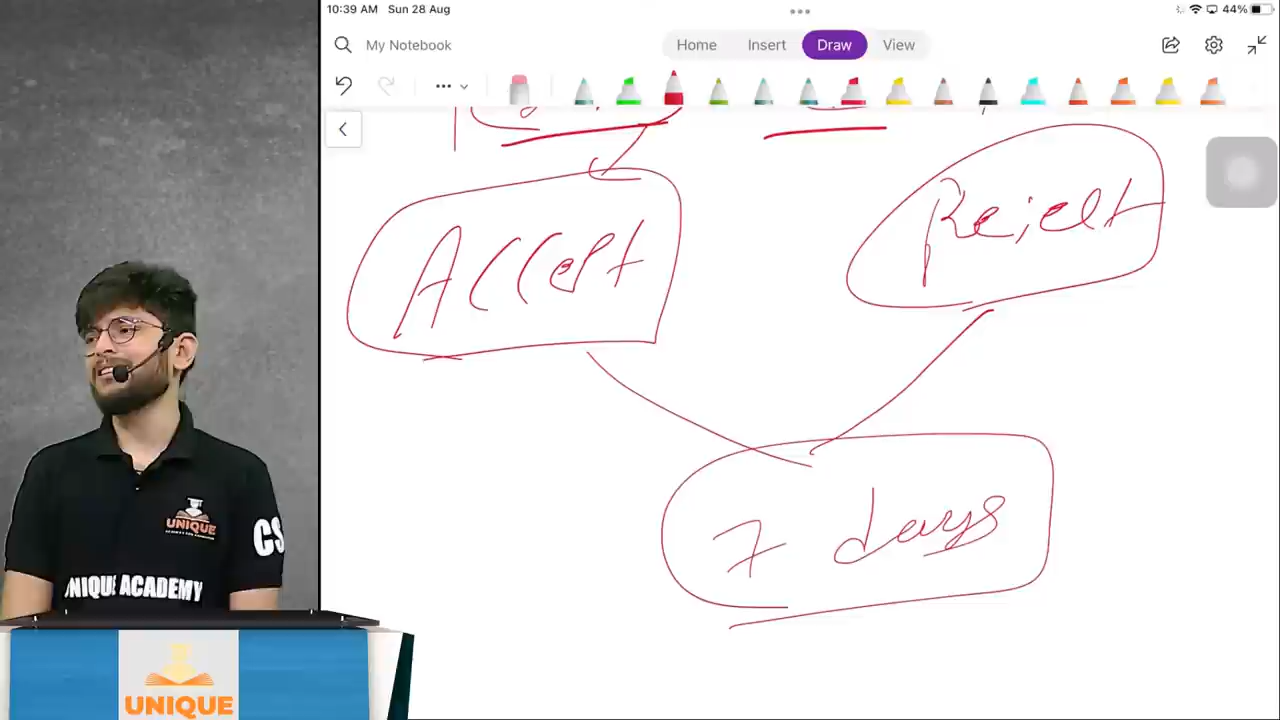 10:39 AM Sun 28 Aug
44%
My Notebook
Home Insert Draw View
Accept
Reject
7 days
UNIQUE
CS
UNIQUE ACADEMY
UNIQUE